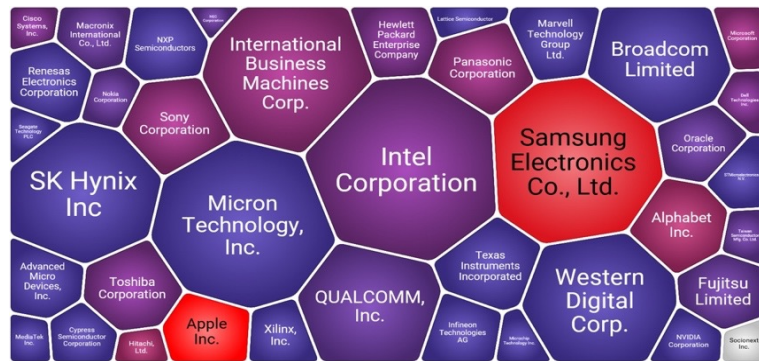 Cisco
Systems,
Inc.
Macronix
International
Co., Ltd.
NXP
Semiconductors
International
Business
Machines
Corp.
Hewlett
Packard
Enterprise
Company
Lattice Semiconductor
Marvell
Technology
Group
Ltd.
Broadcom
Limited
Microsoft
Corporation
Renesas
Electronics
Corporation
Nokia
Corporation
Panasonic
Corporation
Dell
Technologies
Inc.
Seagate
Technology
PLC
Sony
Corporation
Intel
Corporation
Samsung
Electronics
Co., Ltd.
Oracle
Corporation
SK Hynix
Inc
Micron
Technology,
Inc.
STMicroelectronics
Alphabet
Inc.
Taiwan
Semiconductor
Mfg. Co. Ltd.
Advanced
Micro
Devices,
Inc.
Toshiba
Corporation
QUALCOMM,
Inc.
Texas
Instruments
Incorporated
Western
Digital
Corp.
Fujitsu
Limited
MediaTek
Inc.
Cypress
Semiconductor
Corporation
Hitachi,
Ltd.
Apple
Inc.
Xilinx,
Inc.
Infineon
Technologies
AG
Microchip
Technology Inc.
NVIDIA
Corporation
Socionext
Inc.